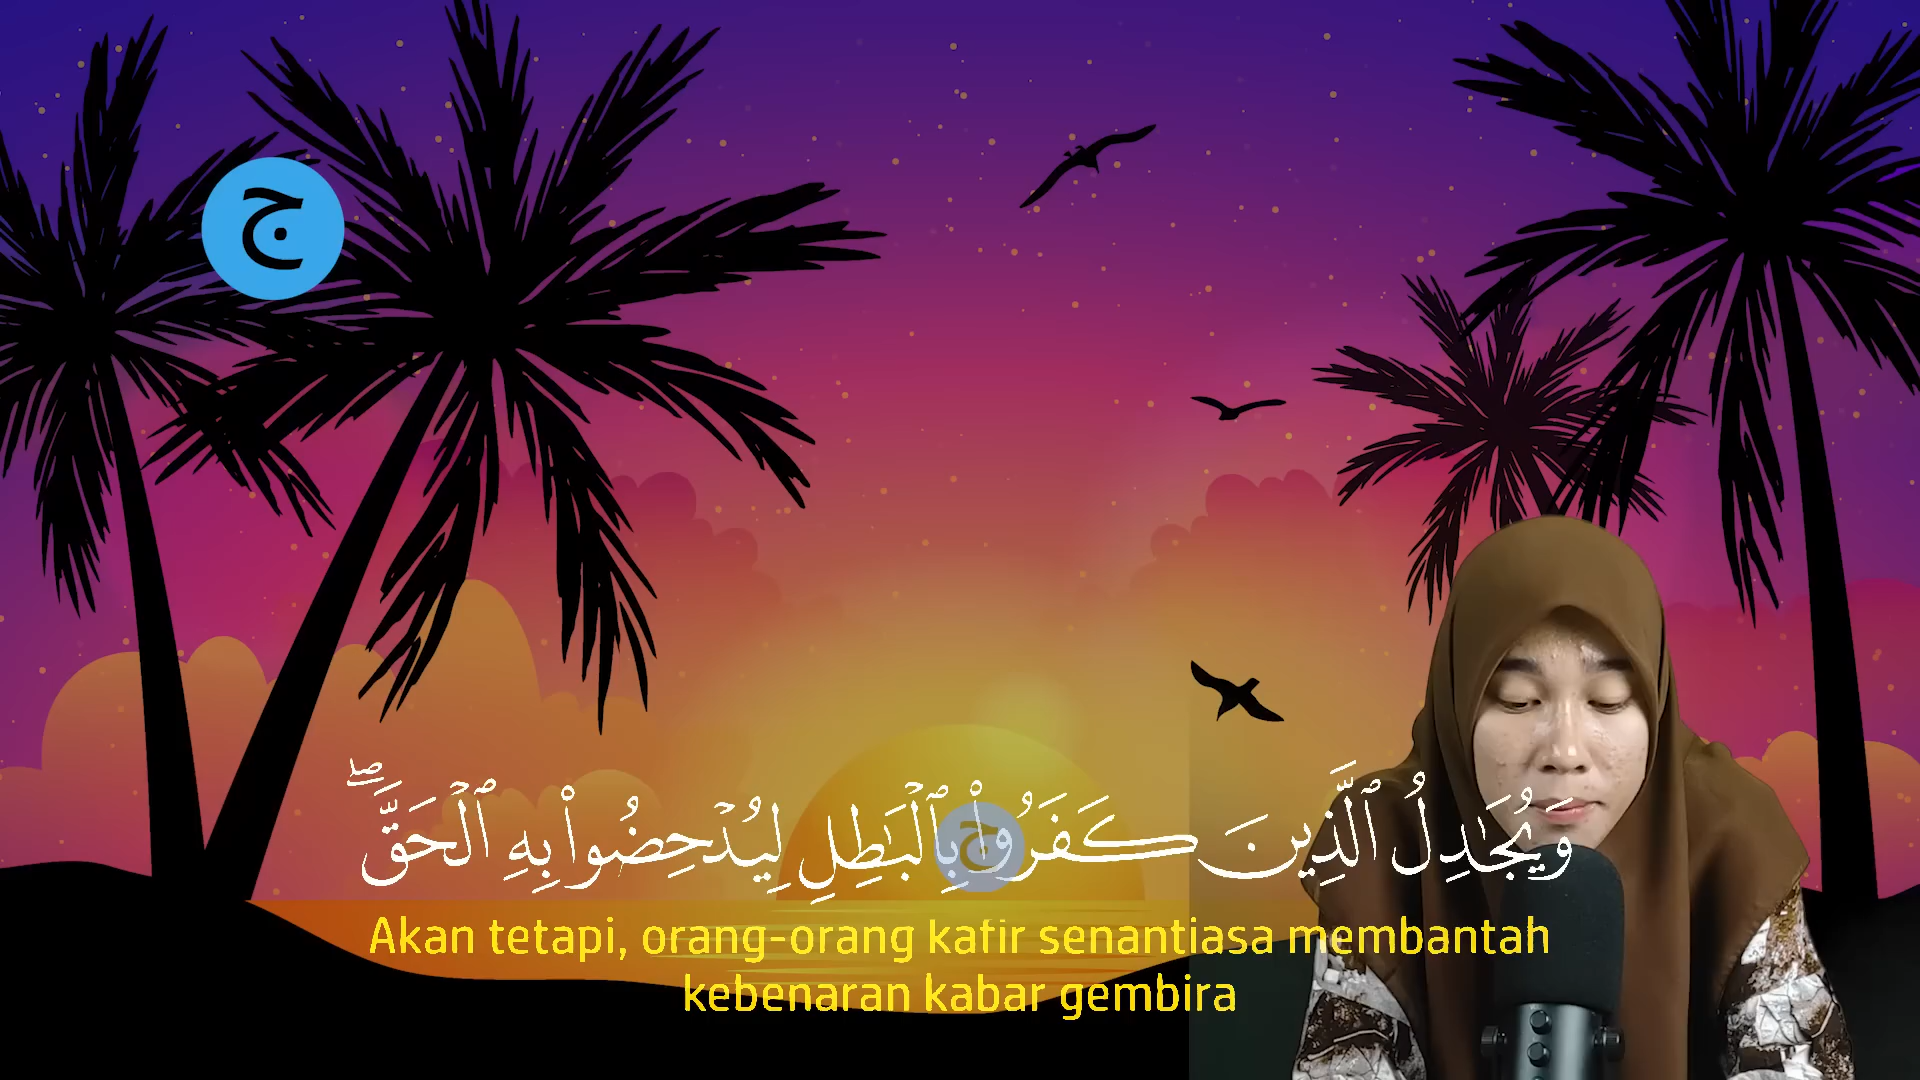 ج
وَيُجَٰدِلُ ٱلَّذِينَ كَفَرُوا۟ بِٱلْبَٰطِلِ لِيُدْحِضُوا۟ بِهِ ٱلْحَقَّ ۖ
ج
Akan tetapi, orang-orang kafir senantiasa membantah
kebenaran kabar gembira